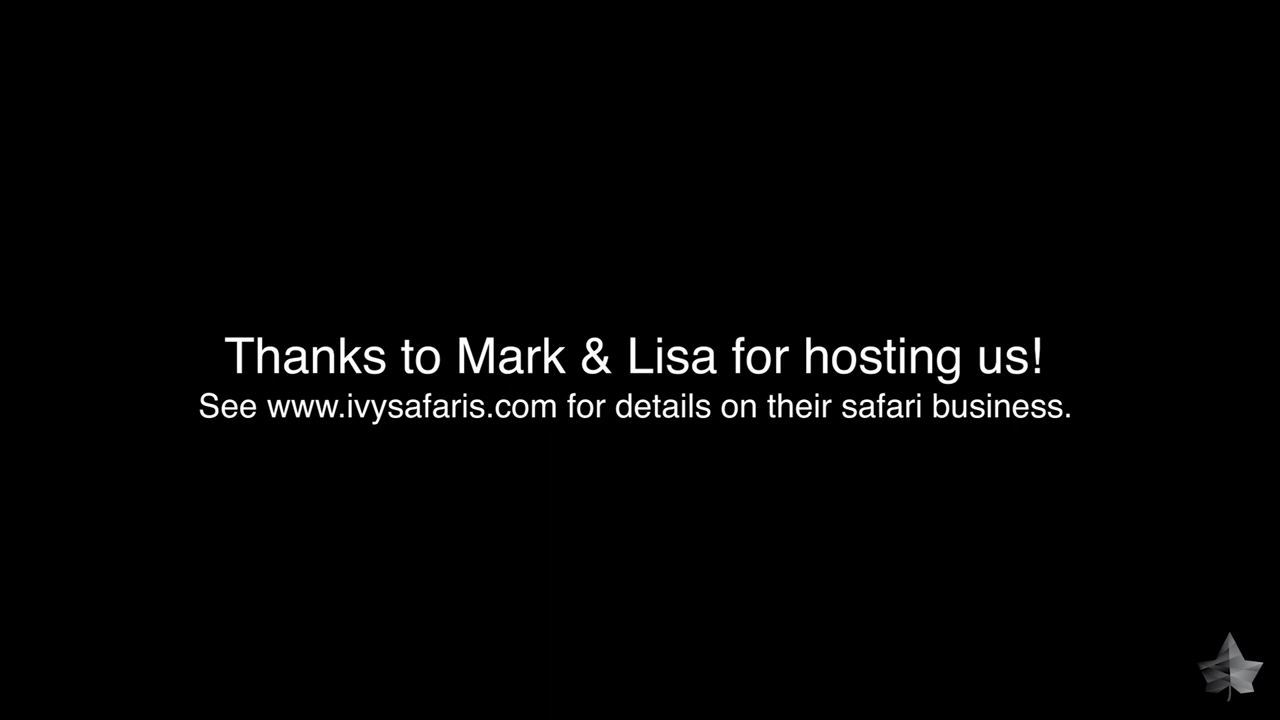 Thanks to Mark & Lisa for hosting us!
See www.ivysafaris.com for details on their safari business.